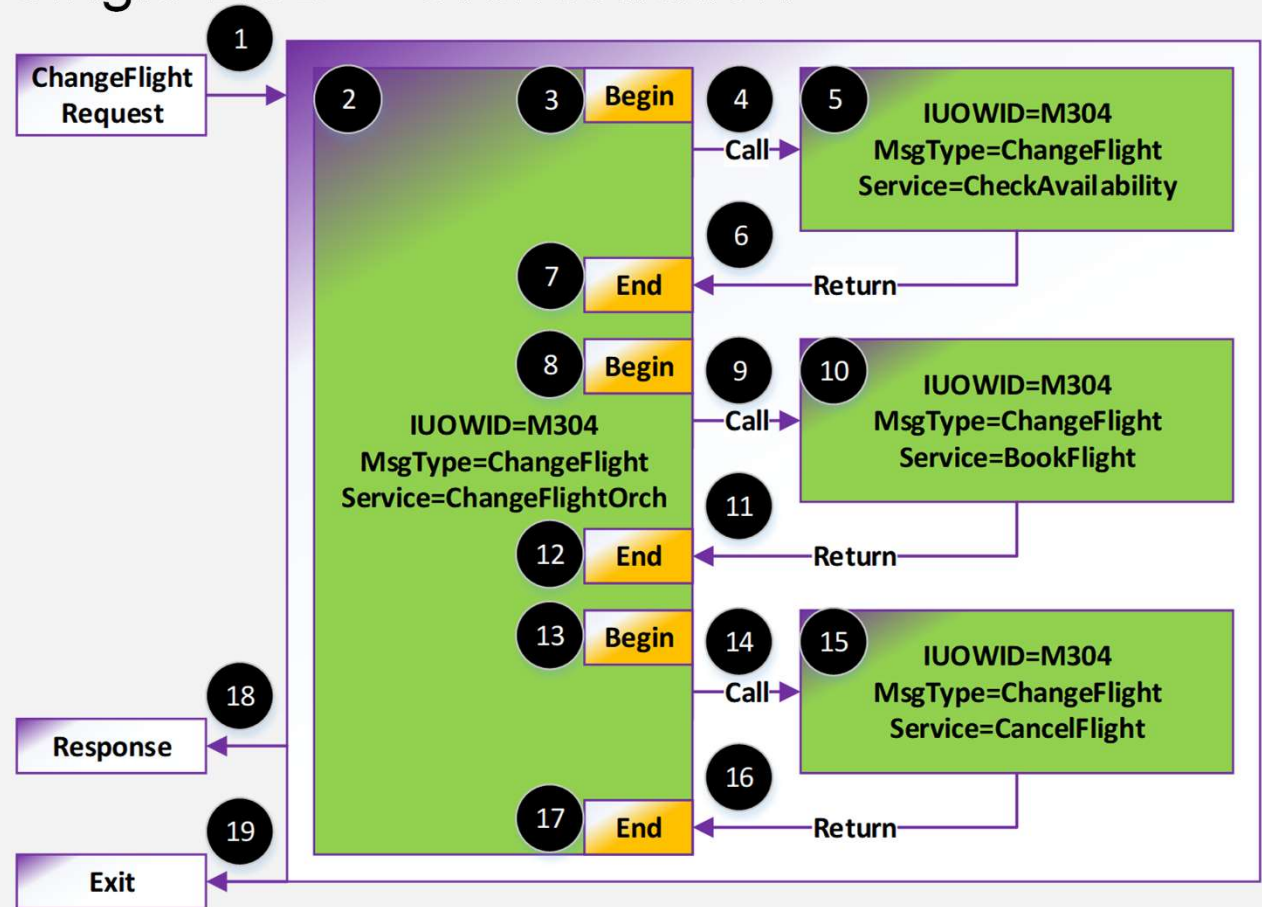 1
ChangeFlight
Request
2
3
Begin
4
Call
5
IUOWID=M304
MsgType=ChangeFlight
Service=CheckAvailability
6
Return
7
End
8
Begin
9
Call
10
IUOWID=M304
MsgType=ChangeFlight
Service=BookFlight
IUOWID=M304
MsgType=ChangeFlight
Service=ChangeFlightOrch
11
Return
12
End
13
Begin
14
Call
15
IUOWID=M304
MsgType=ChangeFlight
Service=CancelFlight
16
Return
17
End
18
Response
19
Exit